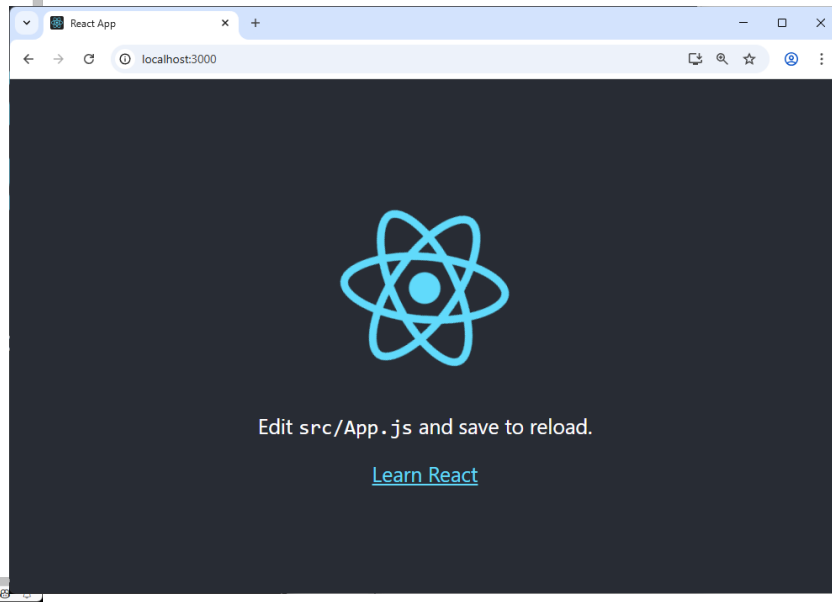 React App
localhost:3000
Edit src/App.js and save to reload.
Learn React